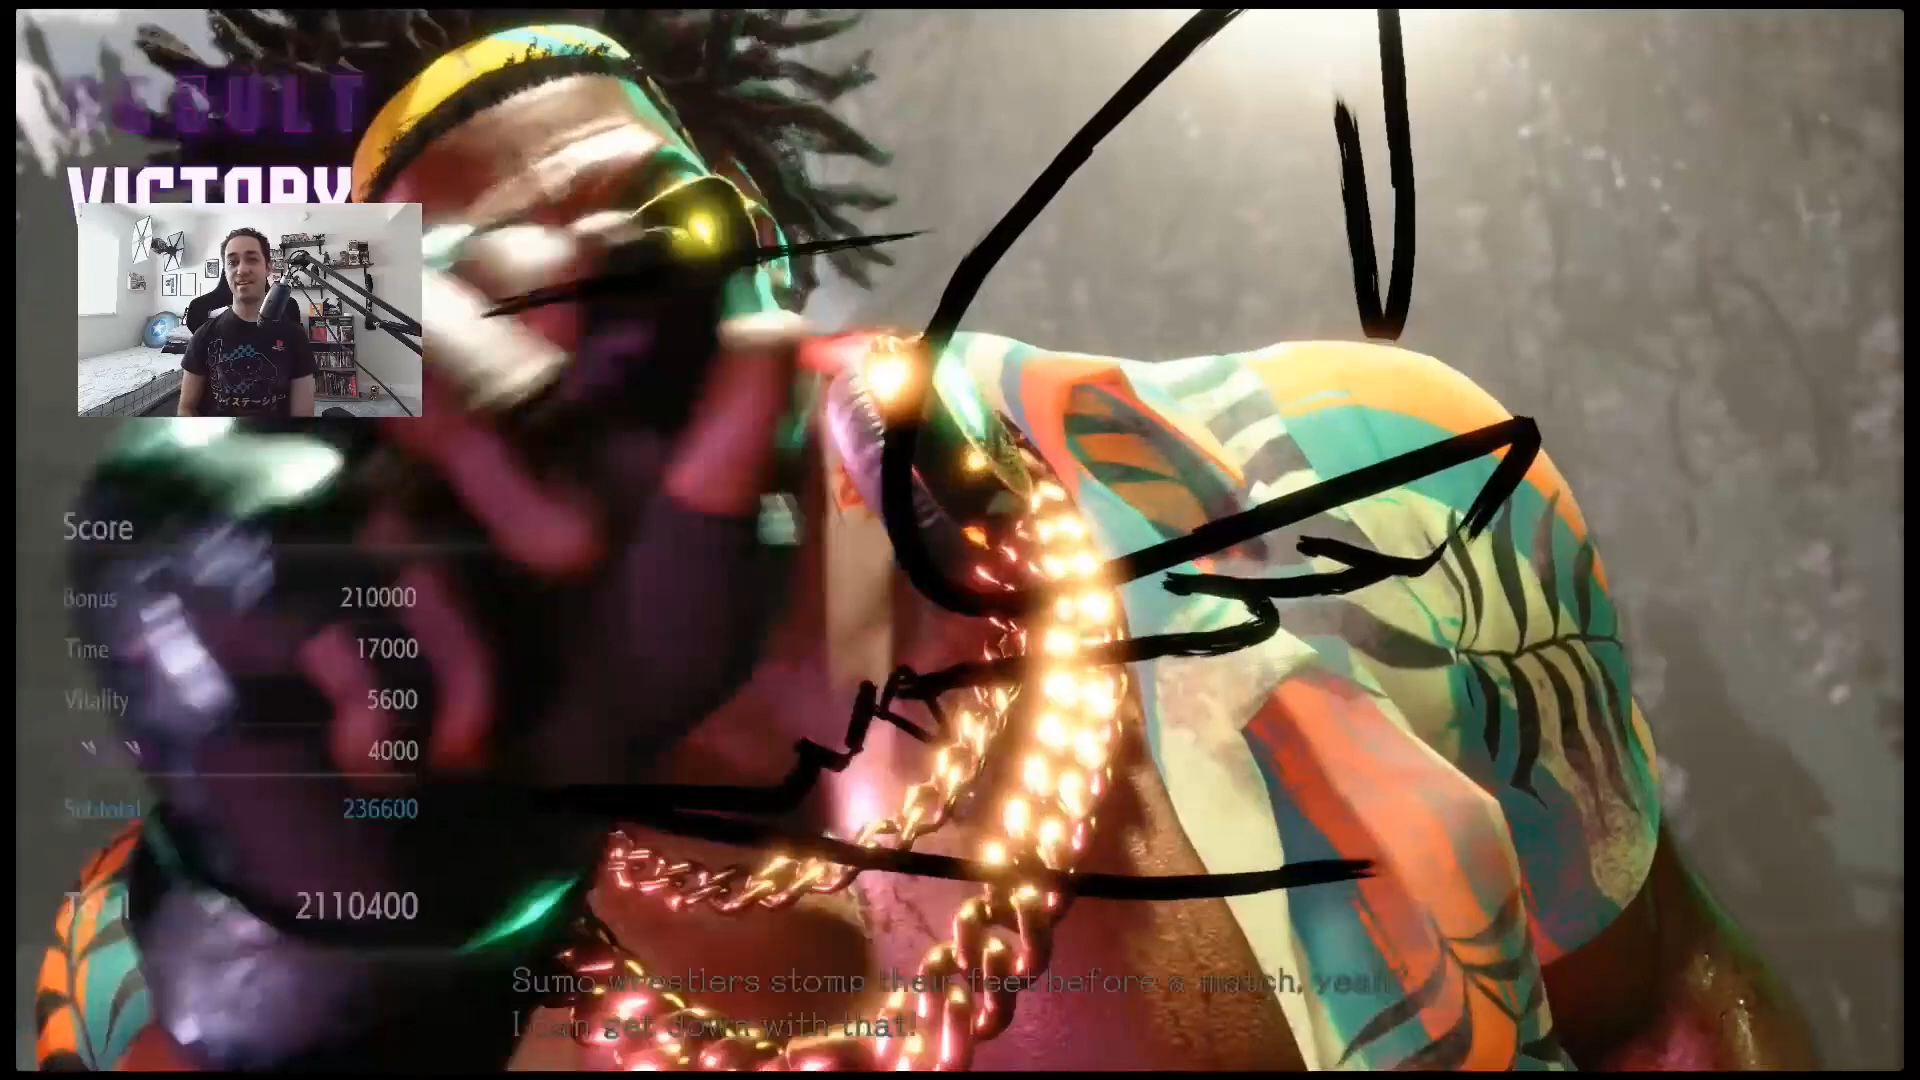 RESULT
VICTORY
Score
Bonus 210000
Time 17000
Vitality 5600
4000
Subtotal 236600
2110400
Sumo wrestlers stomp their feet before a match, yeah?
I can get down with that!